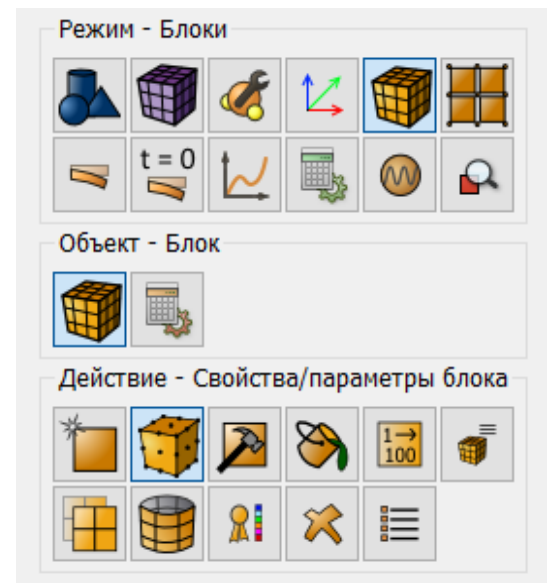 Режим - Блоки
t = 0
Объект - Блок
Действие - Свойства/параметры блока
1→
100